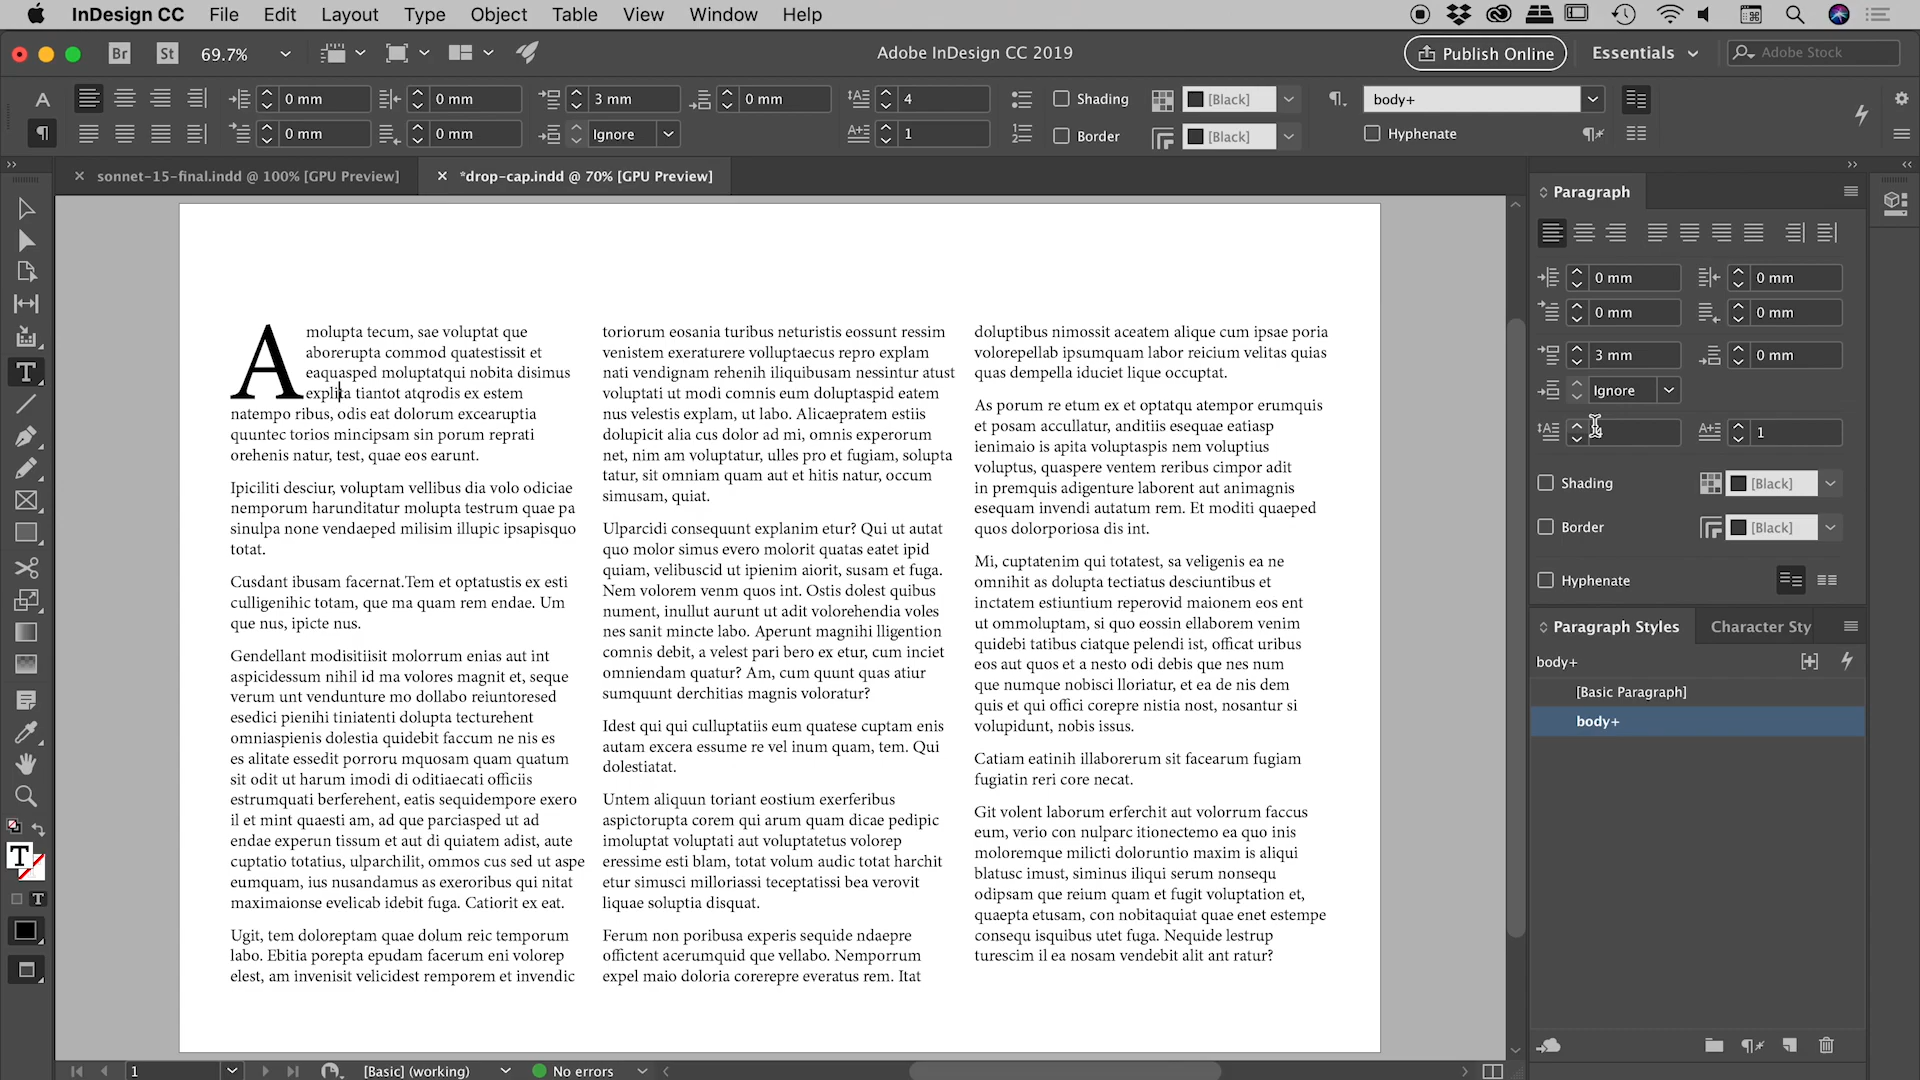 InDesign CC File Edit Layout Type Object Table View Window Help
Br St 69.7% Adobe InDesign CC 2019 Publish Online Essentials Adobe Stock
A 0 mm 0 mm 3 mm 0 mm 4 Shading [Black] body+
0 mm 0 mm Ignore 1 Border [Black] Hyphenate
sonnet-15-final.indd @ 100% [GPU Preview] *drop-cap.indd @ 70% [GPU Preview]
A molupta tecum, sae voluptat que
aborerupta commod quatestissit et
eaquasped moluptatqui nobita disimus
explita tiantot atqrodis ex estem
natempo ribus, odis eat dolorum excearuptia
quuntec torios mincipsam sin porum reprati
orehenis natur, test, quae eos earunt.
Ipiciliti desciur, voluptam vellibus dia volo odiciae
nemporum harunditatur molupta testrum quae pa
sinulpa none vendaeped milisim illupic ipsapisquo
totat.
Cusdant ibusam facernat.Tem et optatustis ex esti
culligenihic totam, que ma quam rem endae. Um
que nus, ipicte nus.
Gendellant modisitiisit molorrum enias aut int
aspicidessum nihil id ma volores magnit et, seque
verum unt vendunture mo dollabo reiuntoresed
esedici pienihi tiniatenti dolupta tecturehent
omniaspienis dolestia quidebit faccum ne nis es
es alitate essedit porroru mquosam quam quatum
sit odit ut harum imodi di oditiaecati officiis
estrumquati berferehent, eatis sequidempore exero
il et mint quaesti am, ad que parciasped ut ad
endae experun tissum et aut di quiatem adist, aute
cuptatio totatius, ulparchilit, ommos cus sed ut aspe
eumquam, ius nusandamus as exeroribus qui nitat
maximaionse evelicab idebit fuga. Catiorit ex eat.
Ugit, tem doloreptam quae dolum reic temporum
labo. Ebitia porepta epudam facerum eni volorep
elest, am invenisit velicidest remporem et invendic
toriorum eosania turibus neturistis eossunt ressim
venistem exeraturere volluptaecus repro explam
nati vendignam rehenih iliquibusam nessintur atust
voluptati ut modi comnis eum doluptaspid eatem
nus velestis explam, ut labo. Alicaepratem estiis
dolupicit alia cus dolor ad mi, omnis experorum
net, nim am voluptatur, ulles pro et fugiam, solupta
tatur, sit omniam quam aut et hitis natur, occum
simusam, quiat.
Ulparcidi consequunt explanim etur? Qui ut autat
quo molor simus evero molorit quatas eatet ipid
quiam, velibuscid ut ipienim aiorit, susam et fuga.
Nem volorem venm quos int. Ostis dolest quibus
nument, inullut aurunt ut adit volorehendia voles
nes sanit mincte labo. Aperunt magnihi lligention
comnis debit, a velest pari bero ex etur, cum inciet
omniendam quatur? Am, cum quunt quas atiur
sumquunt derchitias magnis voloratur?
Idest qui qui culluptatiis eum quatese cuptam enis
autam excera essume re vel inum quam, tem. Qui
dolestiatat.
Untem aliquun toriant eostium exerferibus
aspictorupta corem qui arum quam dicae pedipic
imoluptat voluptati aut voluptatetus volorep
eressime esti blam, totat volum audic totat harchit
etur simusci milloriassi teceptatissi bea verovit
liquae soluptia disquat.
Ferum non poribusa experis sequide ndaepre
offictent acerumquid que vellabo. Nemporrum
expel maio doloria corerepre everatus rem. Itat
doluptibus nimossit aceatem alique cum ipsae poria
volorepellab ipsumquam labor reicium velitas quias
quas dempella iduciet lique occuptat.
As porum re etum ex et optatqu atempor erumquis
et posam accullatur, anditiis esequae eatiasp
ienimaio is apita voluptaspis nem voluptius
voluptus, quaspere ventem reribus cimpor adit
in premquis adigenture laborent aut animagnis
esequam invendi autatum rem. Et moditi quaeped
quos dolorporiosa dis int.
Mi, cuptatenim qui totatest, sa veligenis ea ne
omnihit as dolupta tectiatus desciuntibus et
inctatem estiuntium reperovid maionem eos ent
ut ommoluptam, si quo eossin ellaborem venim
quidebi tatibus ciatque pelendi ist, officat uribus
eos aut quos et a nesto odi debis que nes num
que numque nobisci lloriatur, et ea de nis dem
quis et qui offici corepre nistia nost, nosantur si
volupidunt, nobis issus.
Catiam eatinih illaborerum sit facearum fugiam
fugiatin reri core necat.
Git volent laborum erferchit aut volorrum faccus
eum, verio con nulparc itionectemo ea quo inis
moloremque milicti doloruntio maxim is aliqui
blatusc imust, siminus iliqui serum nonsequ
odipsam que reium quam et fugit voluptation et,
quaepta etusam, con nobitaquiat quae enet estempe
consequ isquibus utet fuga. Nequide lestrup
turescim il ea nosam vendebit alit ant ratur?
Paragraph
0 mm 0 mm
0 mm 0 mm
3 mm 0 mm
Ignore
4 1
Shading [Black]
Border [Black]
Hyphenate
Paragraph Styles Character Sty
body+
[Basic Paragraph]
body+
1 [Basic] (working) No errors